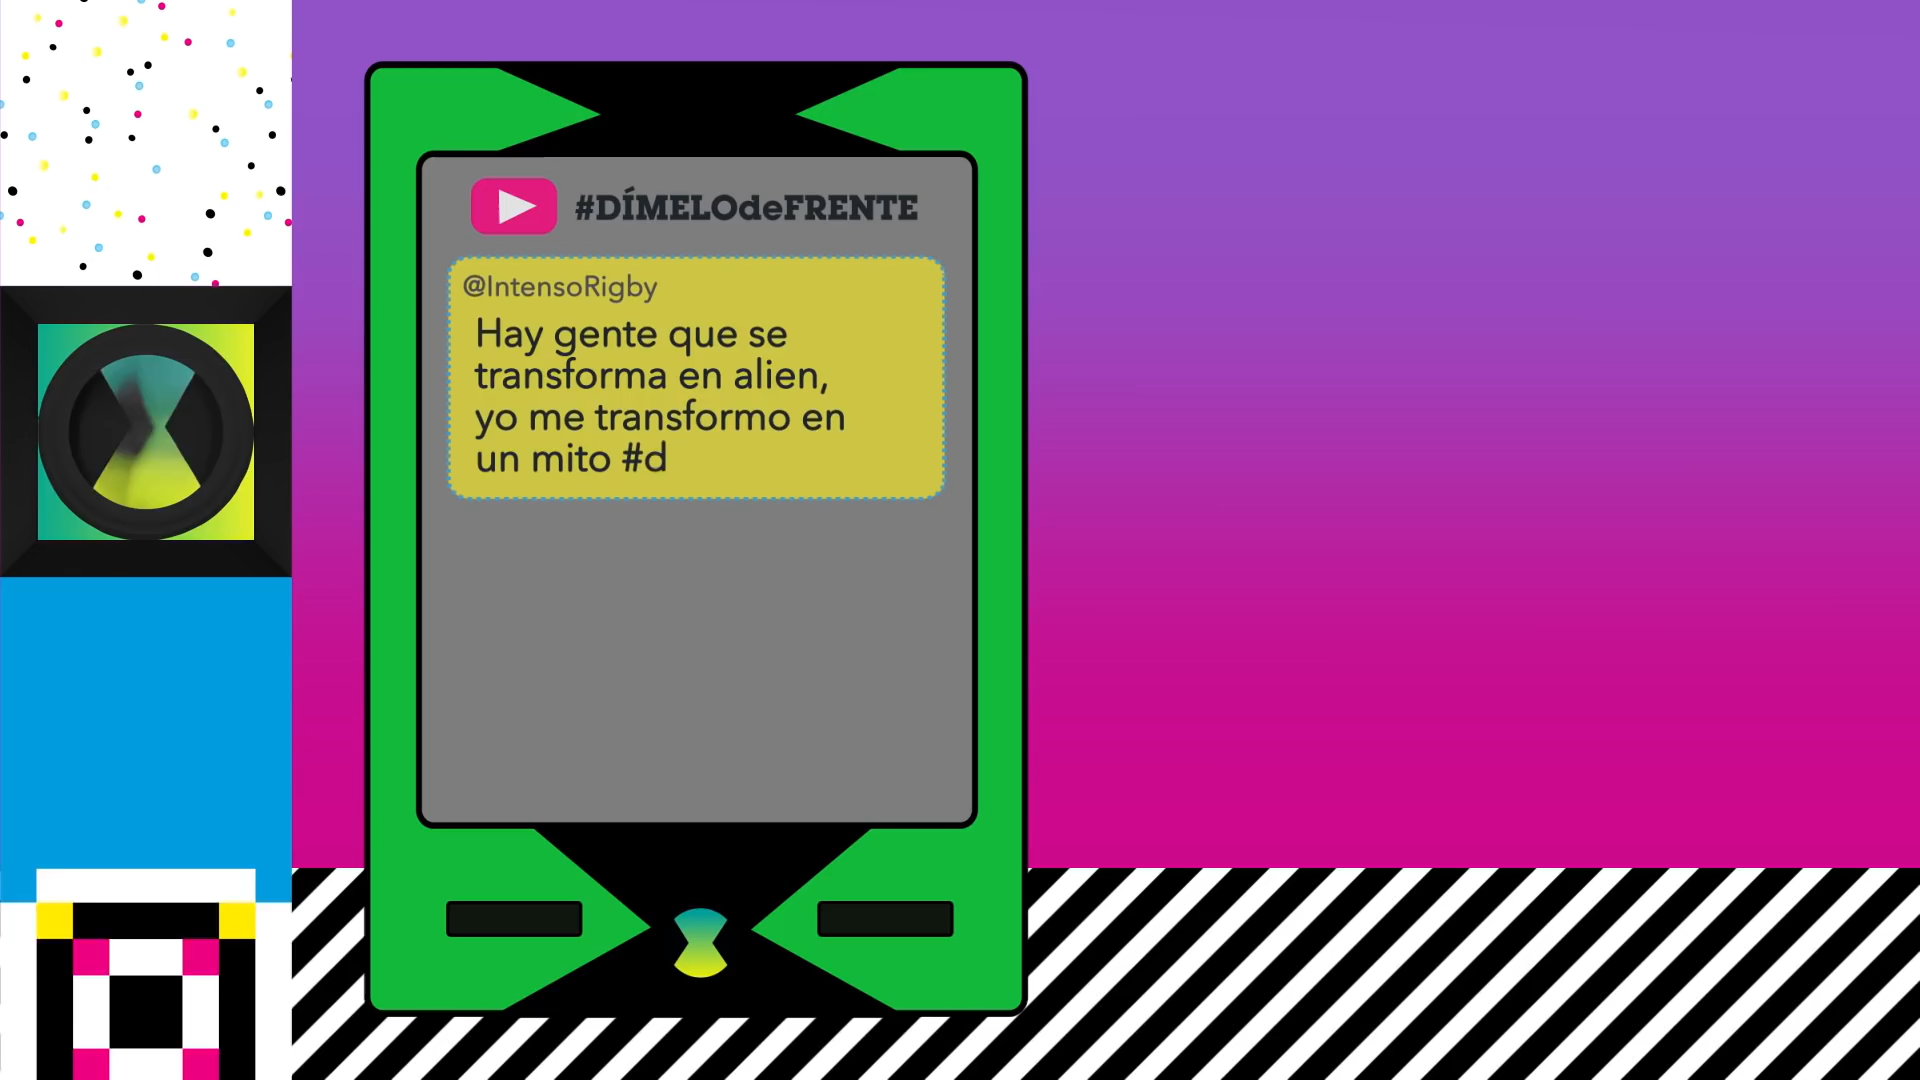 #DÍMELOdeFRENTE
@IntensoRigby
Hay gente que se
transforma en alien,
yo me transformo en
un mito #d